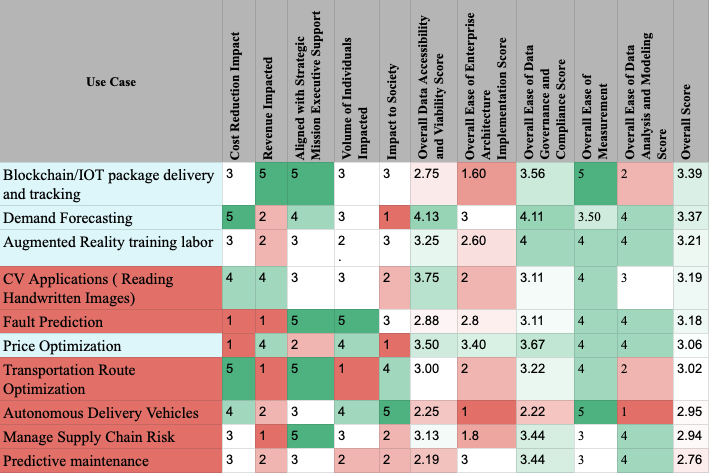 Use Case
Cost Reduction Impact
Revenue Impacted
Aligned with Strategic
Mission Executive Support
Volume of Individuals
Impacted
Impact to Society
Overall Data Accessibility
and Viability Score
Overall Ease of Enterprise
Architecture
Implementation Score
Overall Ease of Data
Governance and
Compliance Score
Overall Ease of
Measurement
Overall Ease of Data
Analysis and Modeling
Score
Overall Score
Blockchain/IOT package delivery 3 5 5 3 3 2.75 1.60 3.56 5 2 3.39
and tracking
Demand Forecasting 5 2 4 3 1 4.13 3 4.11 3.50 4 3.37
Augmented Reality training labor 3 2 3 2 3 3.25 2.60 4 4 4 3.21
.
CV Applications ( Reading 4 4 3 3 2 3.75 2 3.11 4 3 3.19
Handwritten Images)
Fault Prediction 1 1 5 5 3 2.88 2.8 3.11 4 4 3.18
Price Optimization 1 4 2 4 1 3.50 3.40 3.67 4 4 3.06
Transportation Route 5 1 5 1 4 3.00 2 3.22 4 2 3.02
Optimization
Autonomous Delivery Vehicles 4 2 3 4 5 2.25 1 2.22 5 1 2.95
Manage Supply Chain Risk 3 1 5 3 2 3.13 1.8 3.44 3 4 2.94
Predictive maintenance 3 2 3 2 2 2.19 3 3.44 4 4 2.76